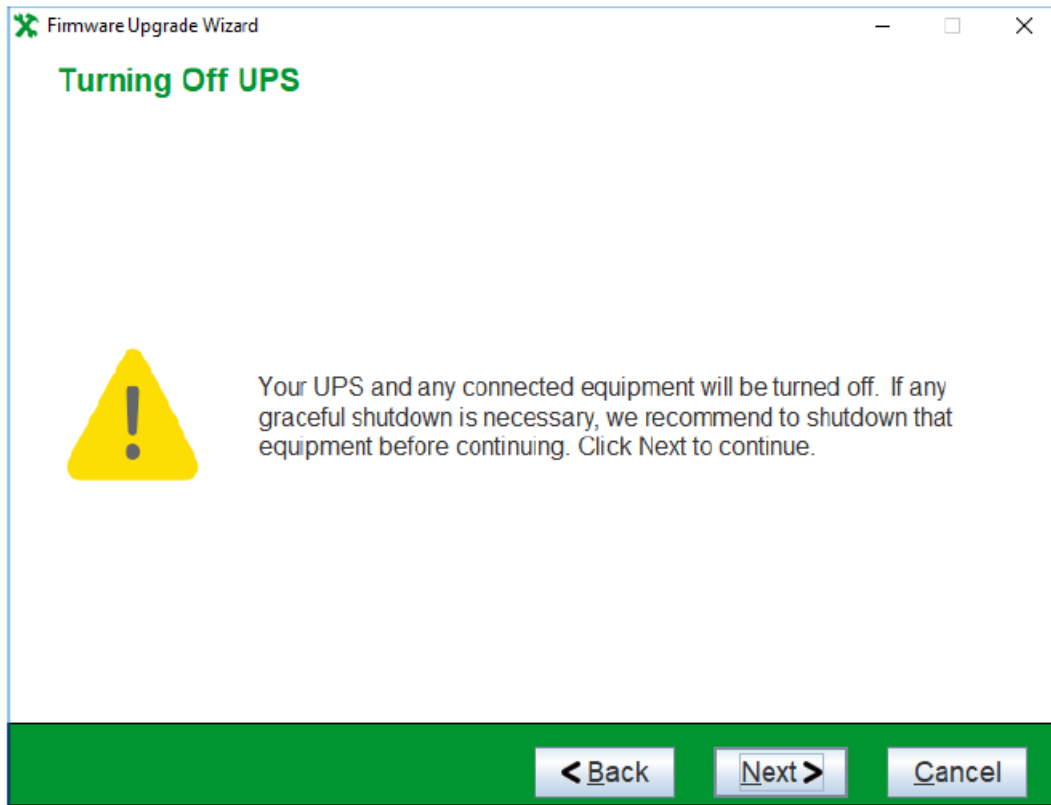 Firmware Upgrade Wizard
Turning Off UPS
Your UPS and any connected equipment will be turned off. If any
graceful shutdown is necessary, we recommend to shutdown that
equipment before continuing. Click Next to continue.
< Back Next > Cancel